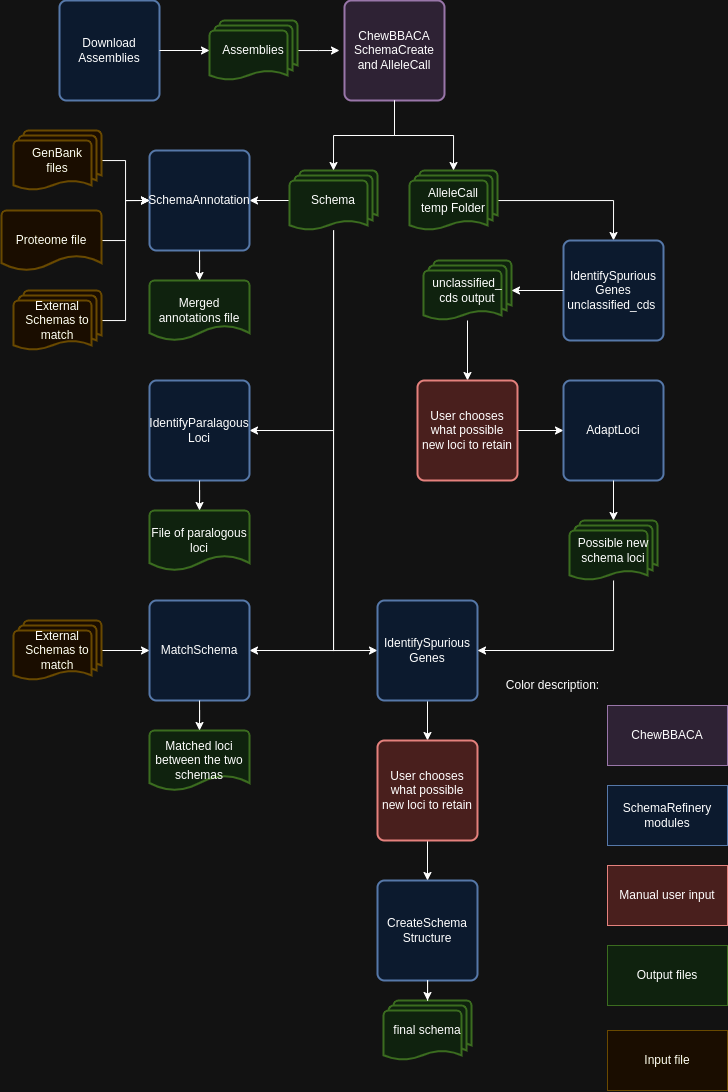 Download
Assemblies
Assemblies
ChewBBACA
SchemaCreate
and AlleleCall
GenBank
files
SchemaAnnotation
Schema
AlleleCall
temp Folder
Proteome file
External
Schemas to
match
Merged
annotations file
unclassified_
cds output
IdentifySpurious
Genes
unclassified_cds
IdentifyParalagous
Loci
User chooses
what possible
new loci to retain
AdaptLoci
File of paralogous
loci
Possible new
schema loci
External
Schemas to
match
MatchSchema
IdentifySpurious
Genes
Matched loci
between the two
schemas
User chooses
what possible
new loci to retain
CreateSchema
Structure
final schema
Color description:
ChewBBACA
SchemaRefinery
modules
Manual user input
Output files
Input file